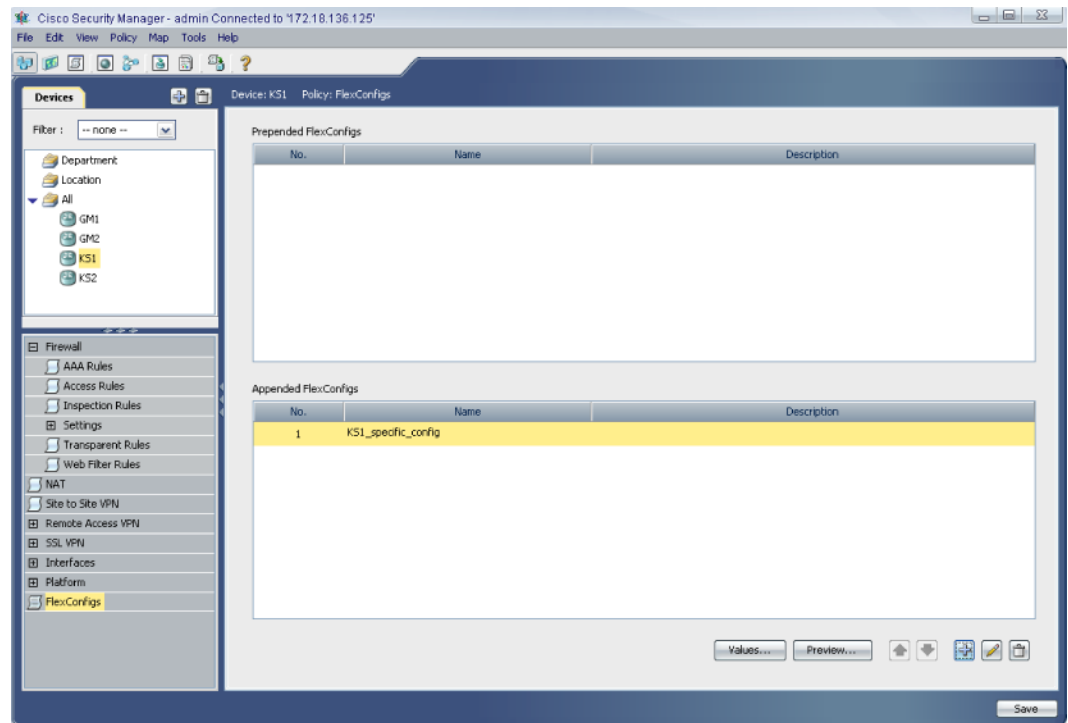 Cisco Security Manager - admin Connected to '172.18.136.125'
File Edit View Policy Map Tools Help
Devices
Device: KS1 Policy: FlexConfigs
Filter : -- none --
Department
Location
All
GM1
GM2
KS1
KS2
Firewall
AAA Rules
Access Rules
Inspection Rules
Settings
Transparent Rules
Web Filter Rules
NAT
Site to Site VPN
Remote Access VPN
SSL VPN
Interfaces
Platform
FlexConfigs
Prepended FlexConfigs
No. Name Description
Appended FlexConfigs
No. Name Description
1 KS1_specific_config
Values... Preview...
Save